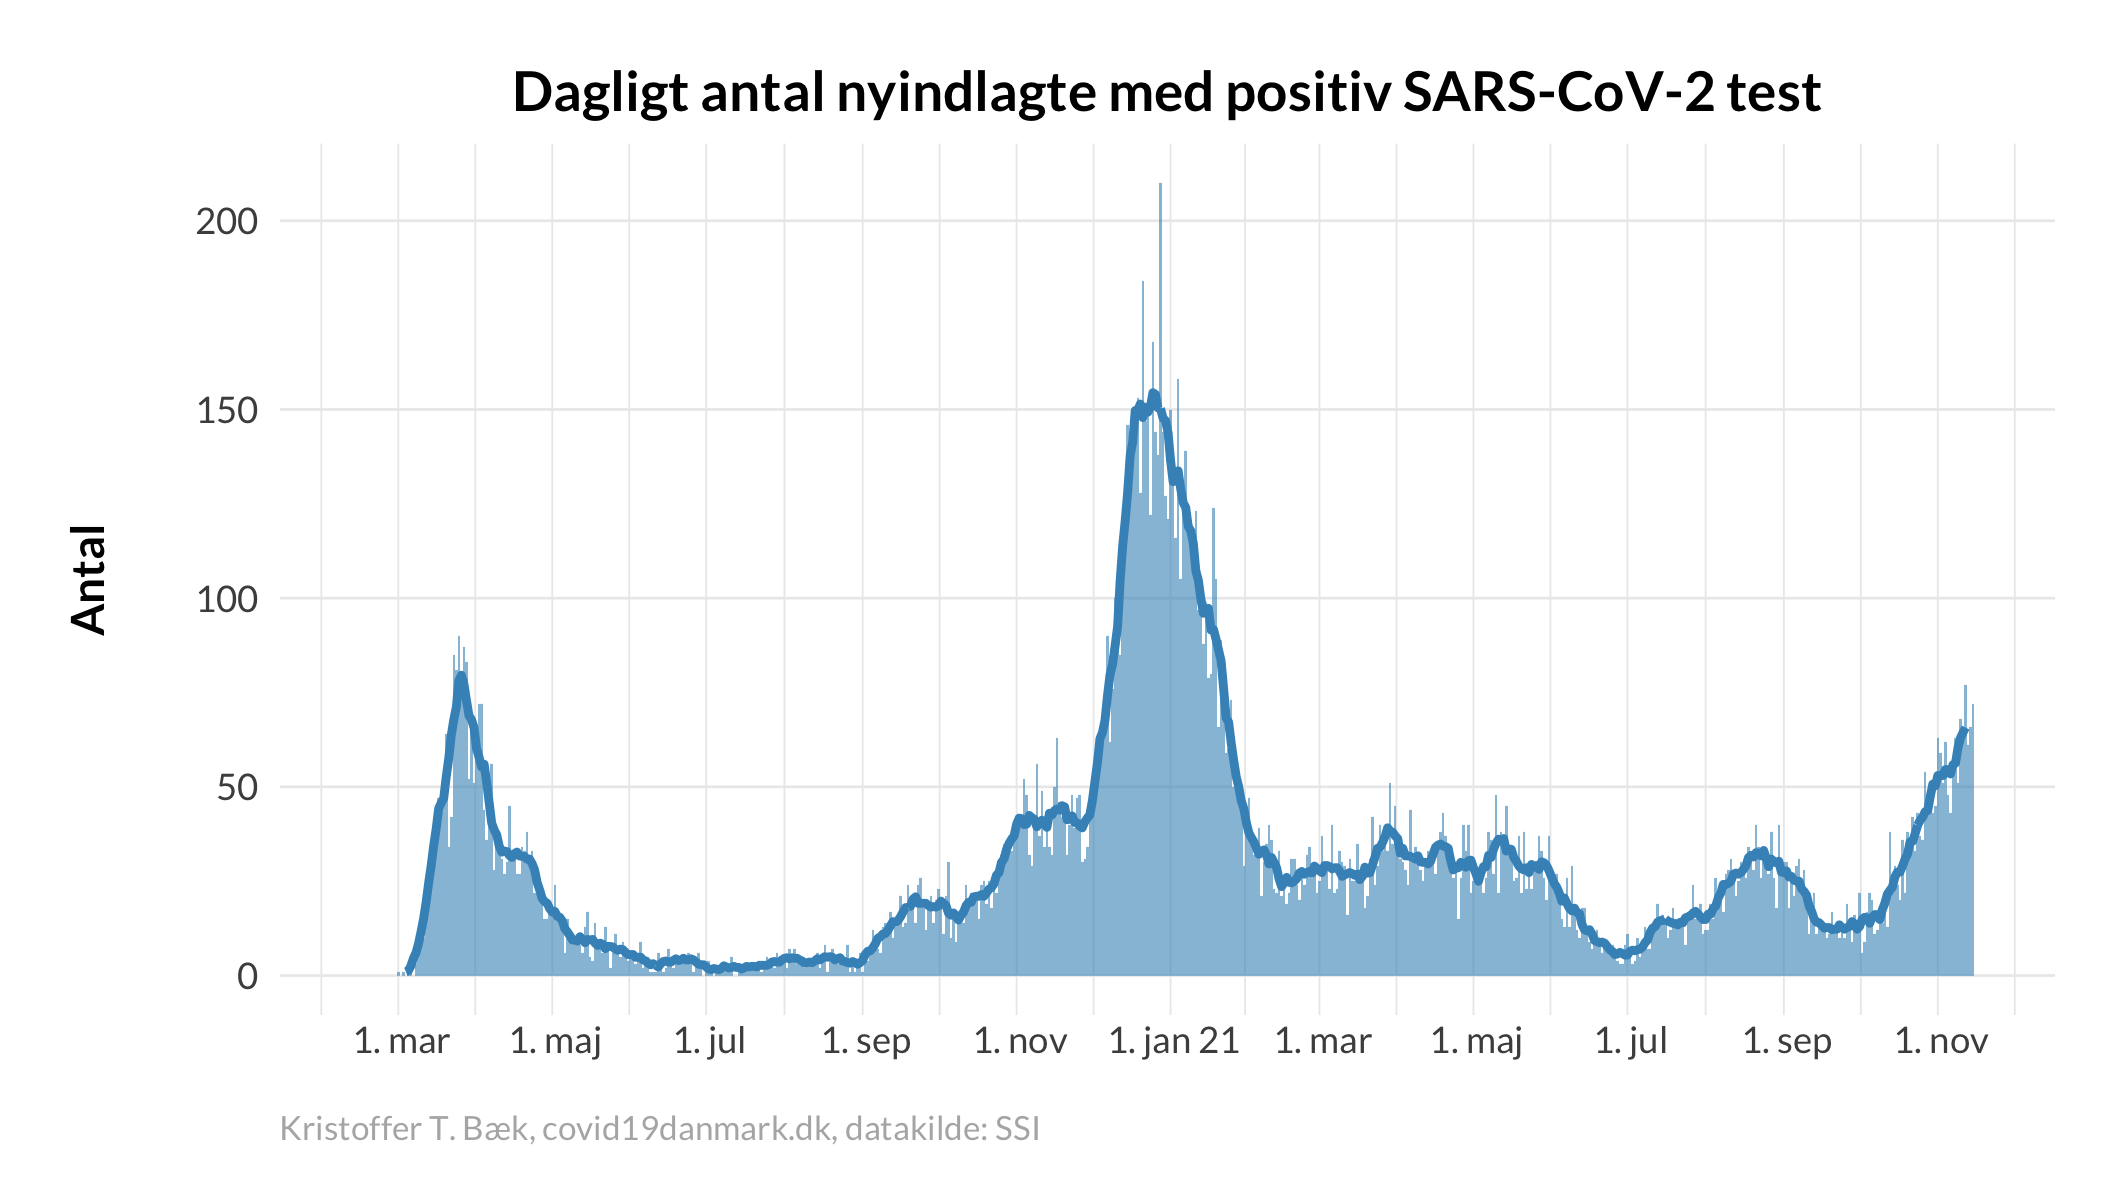 Dagligt antal nyindlagte med positiv SARS-CoV-2 test
Antal
200
150
100
50
0
1. mar 1. maj 1. jul 1. sep 1. nov 1. jan 21 1. mar 1. maj 1. jul 1. sep 1. nov
Kristoffer T. Bæk, covid19danmark.dk, datakilde: SSI